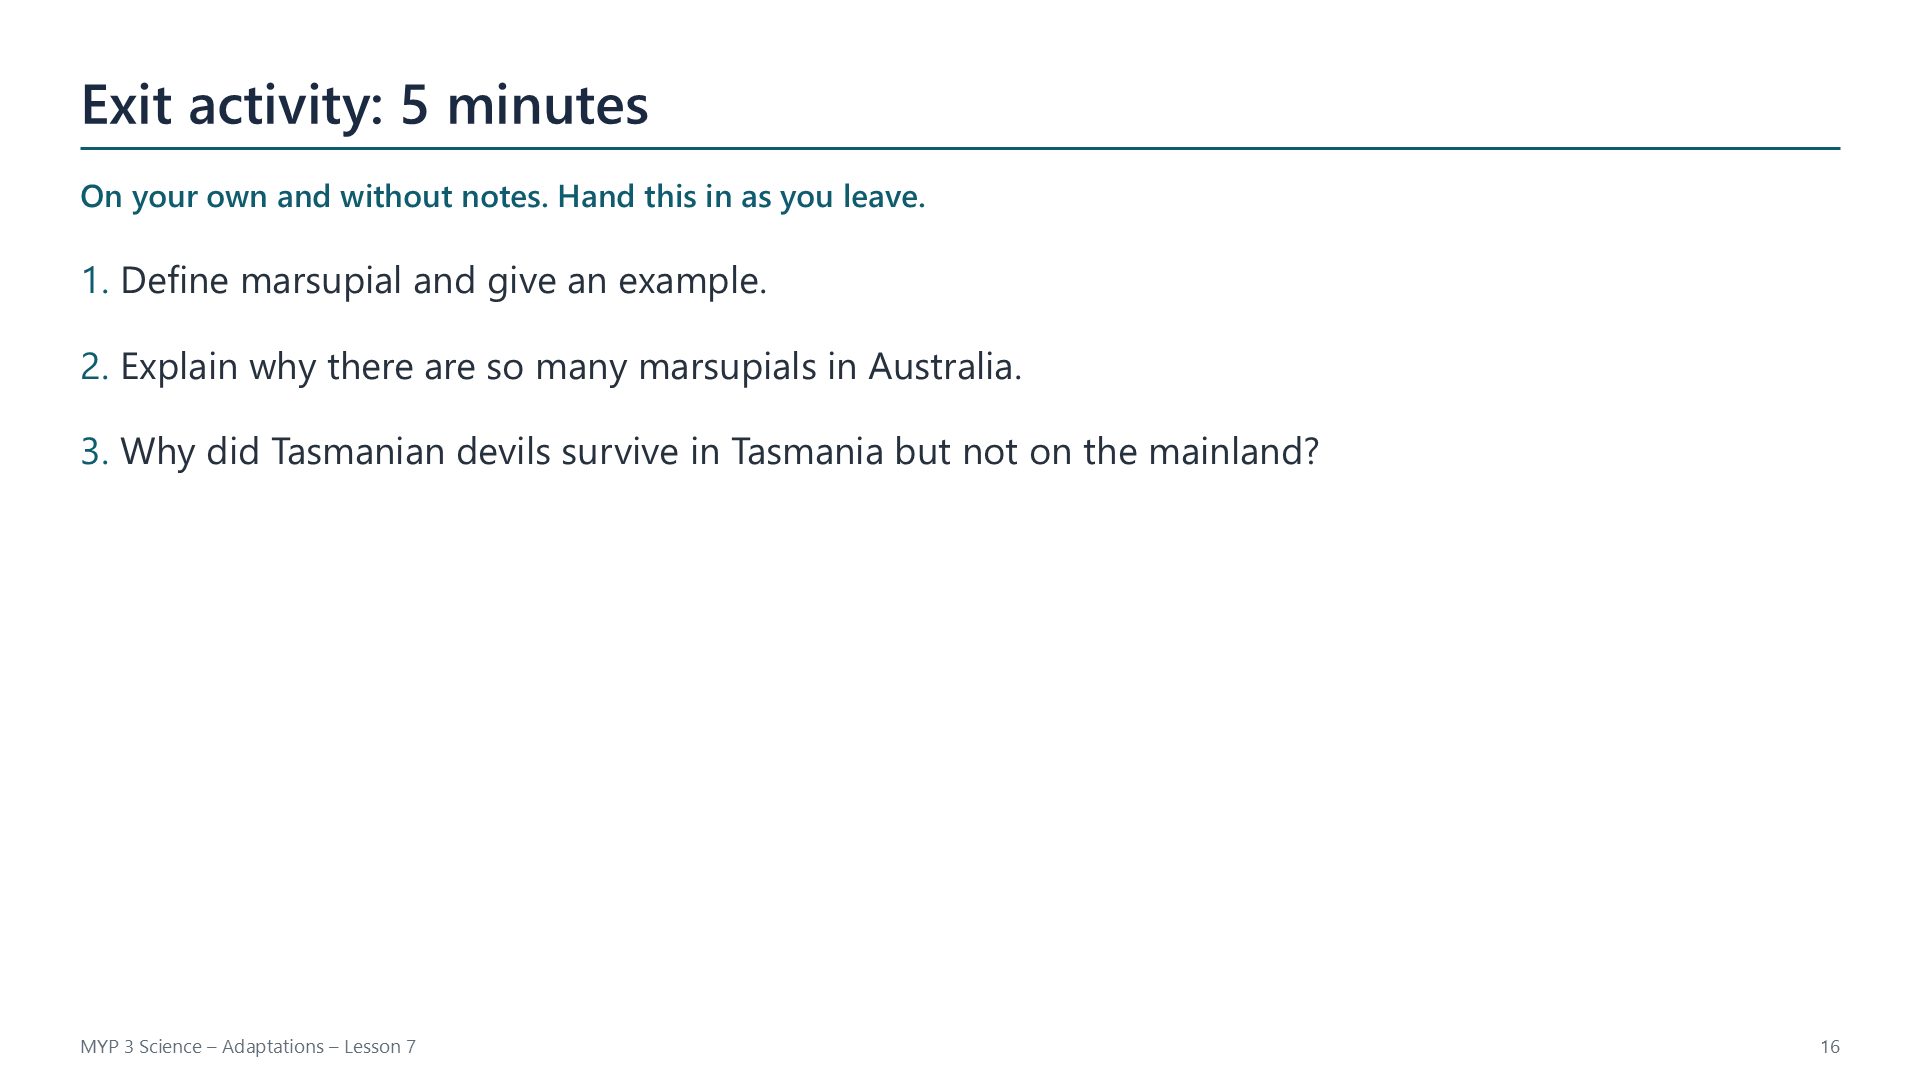 Exit activity: 5 minutes
On your own and without notes. Hand this in as you leave.
1. Define marsupial and give an example.
2. Explain why there are so many marsupials in Australia.
3. Why did Tasmanian devils survive in Tasmania but not on the mainland?
MYP 3 Science – Adaptations – Lesson 7
16